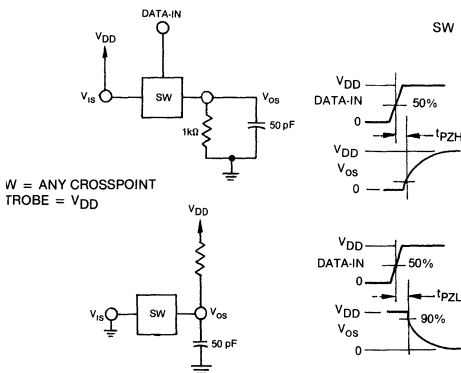 DATA-IN
SW
VDD
VIS
SW
VOS
1kΩ
50 pF
VDD
DATA-IN
50%
0
tPZH
VDD
VOS
0
W = ANY CROSSPOINT
TROBE = VDD
VDD
VIS
SW
VOS
50 pF
VDD
DATA-IN
50%
0
tPZL
VDD
90%
VOS
0